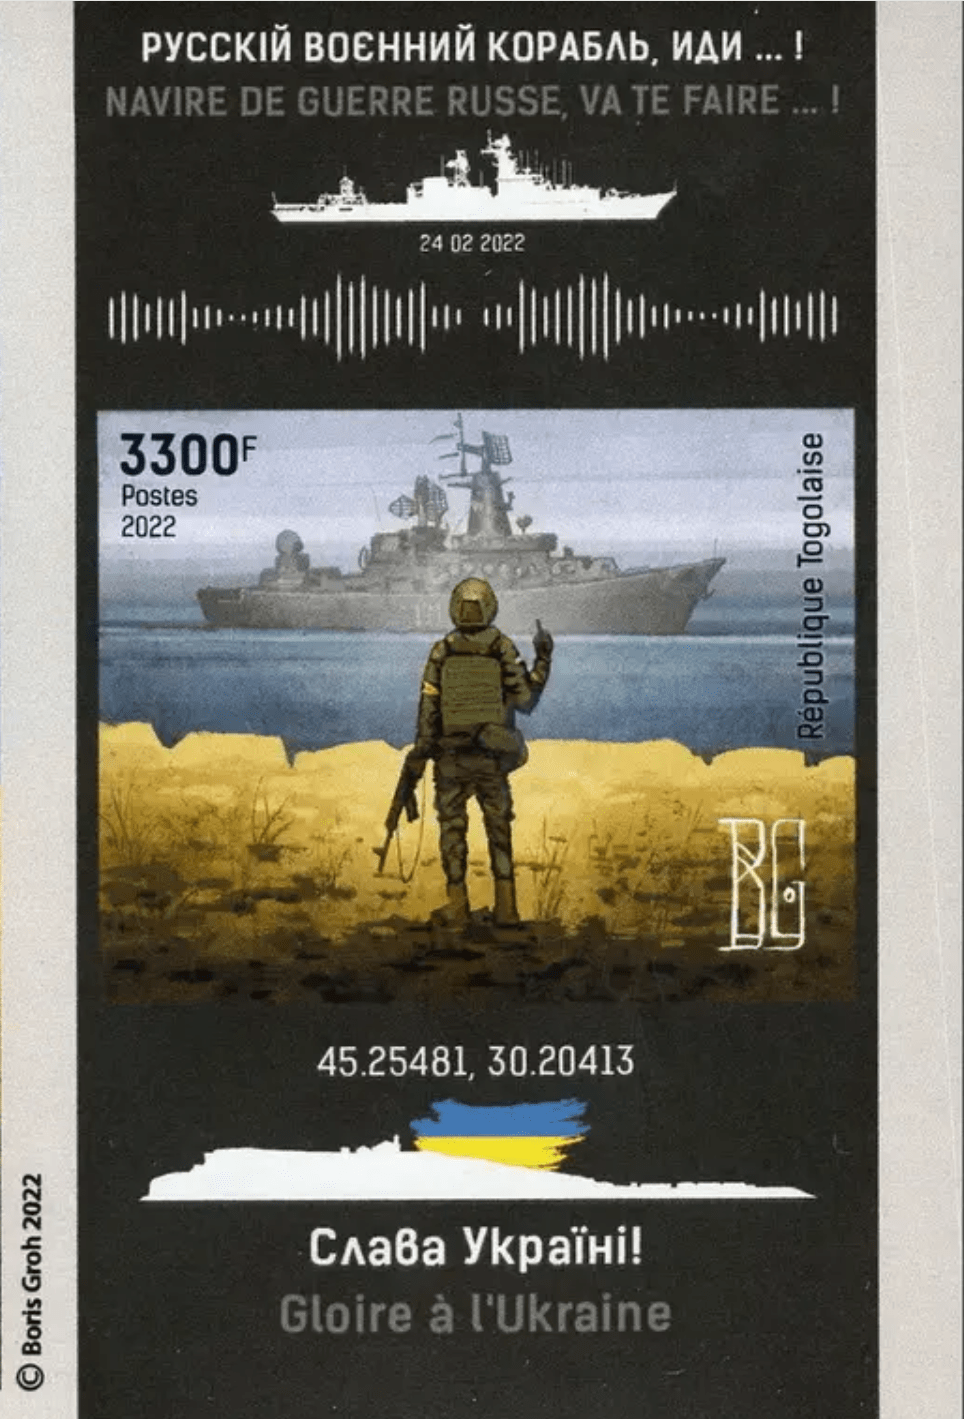 РУССКІЙ ВОЄННИЙ КОРАБЛЬ, ИДИ ... !
NAVIRE DE GUERRE RUSSE, VA TE FAIRE ... !
24 02 2022
3300F
Postes
2022
République Togolaise
BG
45.25481, 30.20413
Слава Україні!
Gloire à l'Ukraine
© Boris Groh 2022